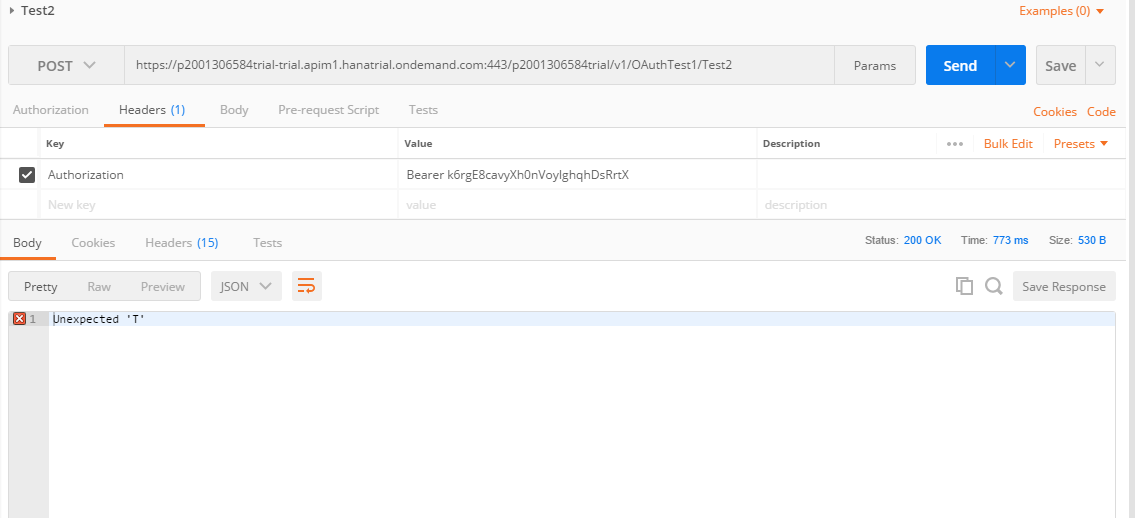 Test2 Examples (0)
POST https://p2001306584trial-trial.apim1.hanatrial.ondemand.com:443/p2001306584trial/v1/OAuthTest1/Test2 Params Send Save
Authorization Headers (1) Body Pre-request Script Tests Cookies Code
Key Value Description ••• Bulk Edit Presets
Authorization Bearer k6rgE8cavyXh0nVoylghqhDsRrtX
New key value description
Body Cookies Headers (15) Tests Status: 200 OK Time: 773 ms Size: 530 B
Pretty Raw Preview JSON Save Response
1 Unexpected 'T'